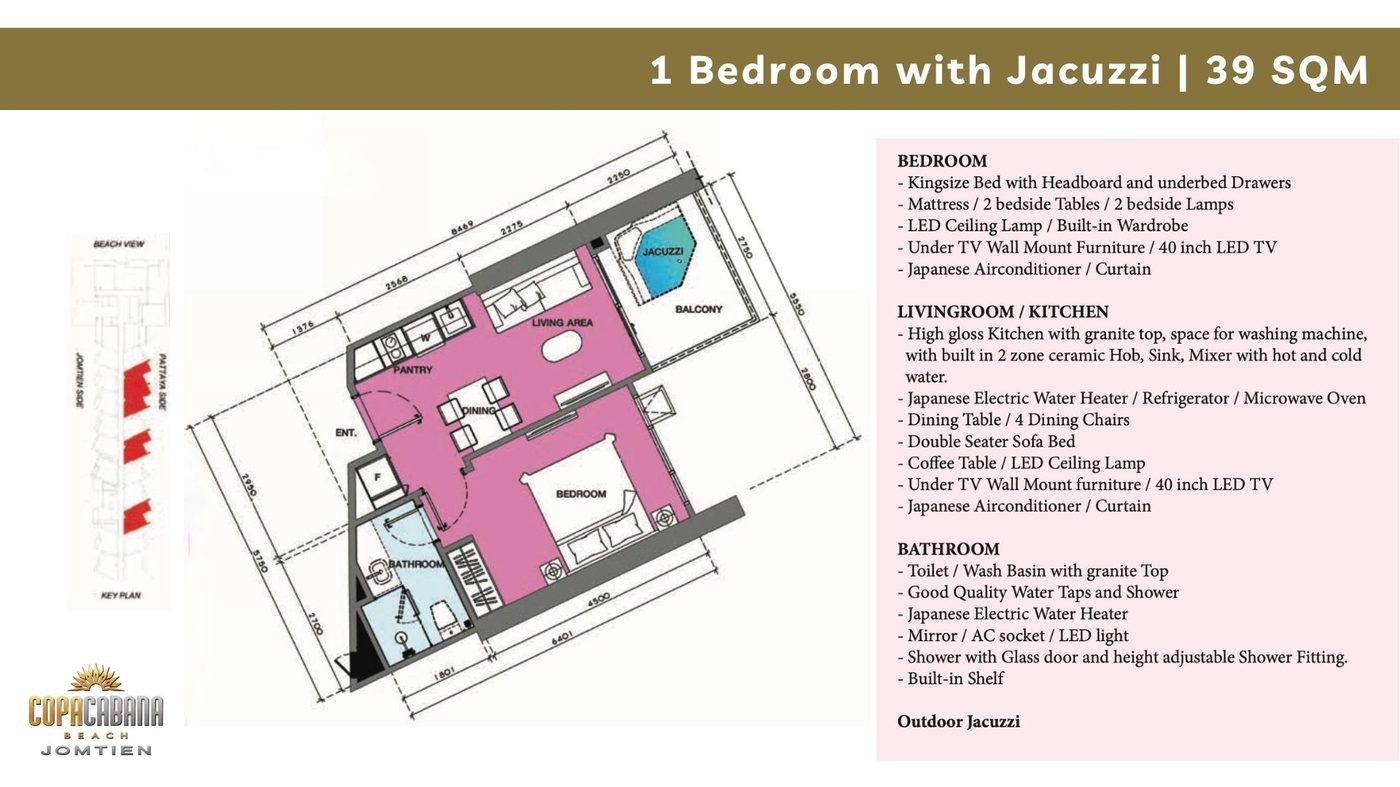 1 Bedroom with Jacuzzi | 39 SQM
BEACH VIEW
JOMTIEN SIDE
PATTAYA SIDE
KEY PLAN
COPACABANA
BEACH
JOMTIEN
8469
1376
2568
2275
2250
2750
5550
2800
2950
5750
2700
1801
6401
4500
JACUZZI
BALCONY
LIVING AREA
W
PANTRY
DINING
ENT.
F
BEDROOM
BATHROOM
BEDROOM
- Kingsize Bed with Headboard and underbed Drawers
- Mattress / 2 bedside Tables / 2 bedside Lamps
- LED Ceiling Lamp / Built-in Wardrobe
- Under TV Wall Mount Furniture / 40 inch LED TV
- Japanese Airconditioner / Curtain
LIVINGROOM / KITCHEN
- High gloss Kitchen with granite top, space for washing machine,
with built in 2 zone ceramic Hob, Sink, Mixer with hot and cold
water.
- Japanese Electric Water Heater / Refrigerator / Microwave Oven
- Dining Table / 4 Dining Chairs
- Double Seater Sofa Bed
- Coffee Table / LED Ceiling Lamp
- Under TV Wall Mount furniture / 40 inch LED TV
- Japanese Airconditioner / Curtain
BATHROOM
- Toilet / Wash Basin with granite Top
- Good Quality Water Taps and Shower
- Japanese Electric Water Heater
- Mirror / AC socket / LED light
- Shower with Glass door and height adjustable Shower Fitting.
- Built-in Shelf
Outdoor Jacuzzi